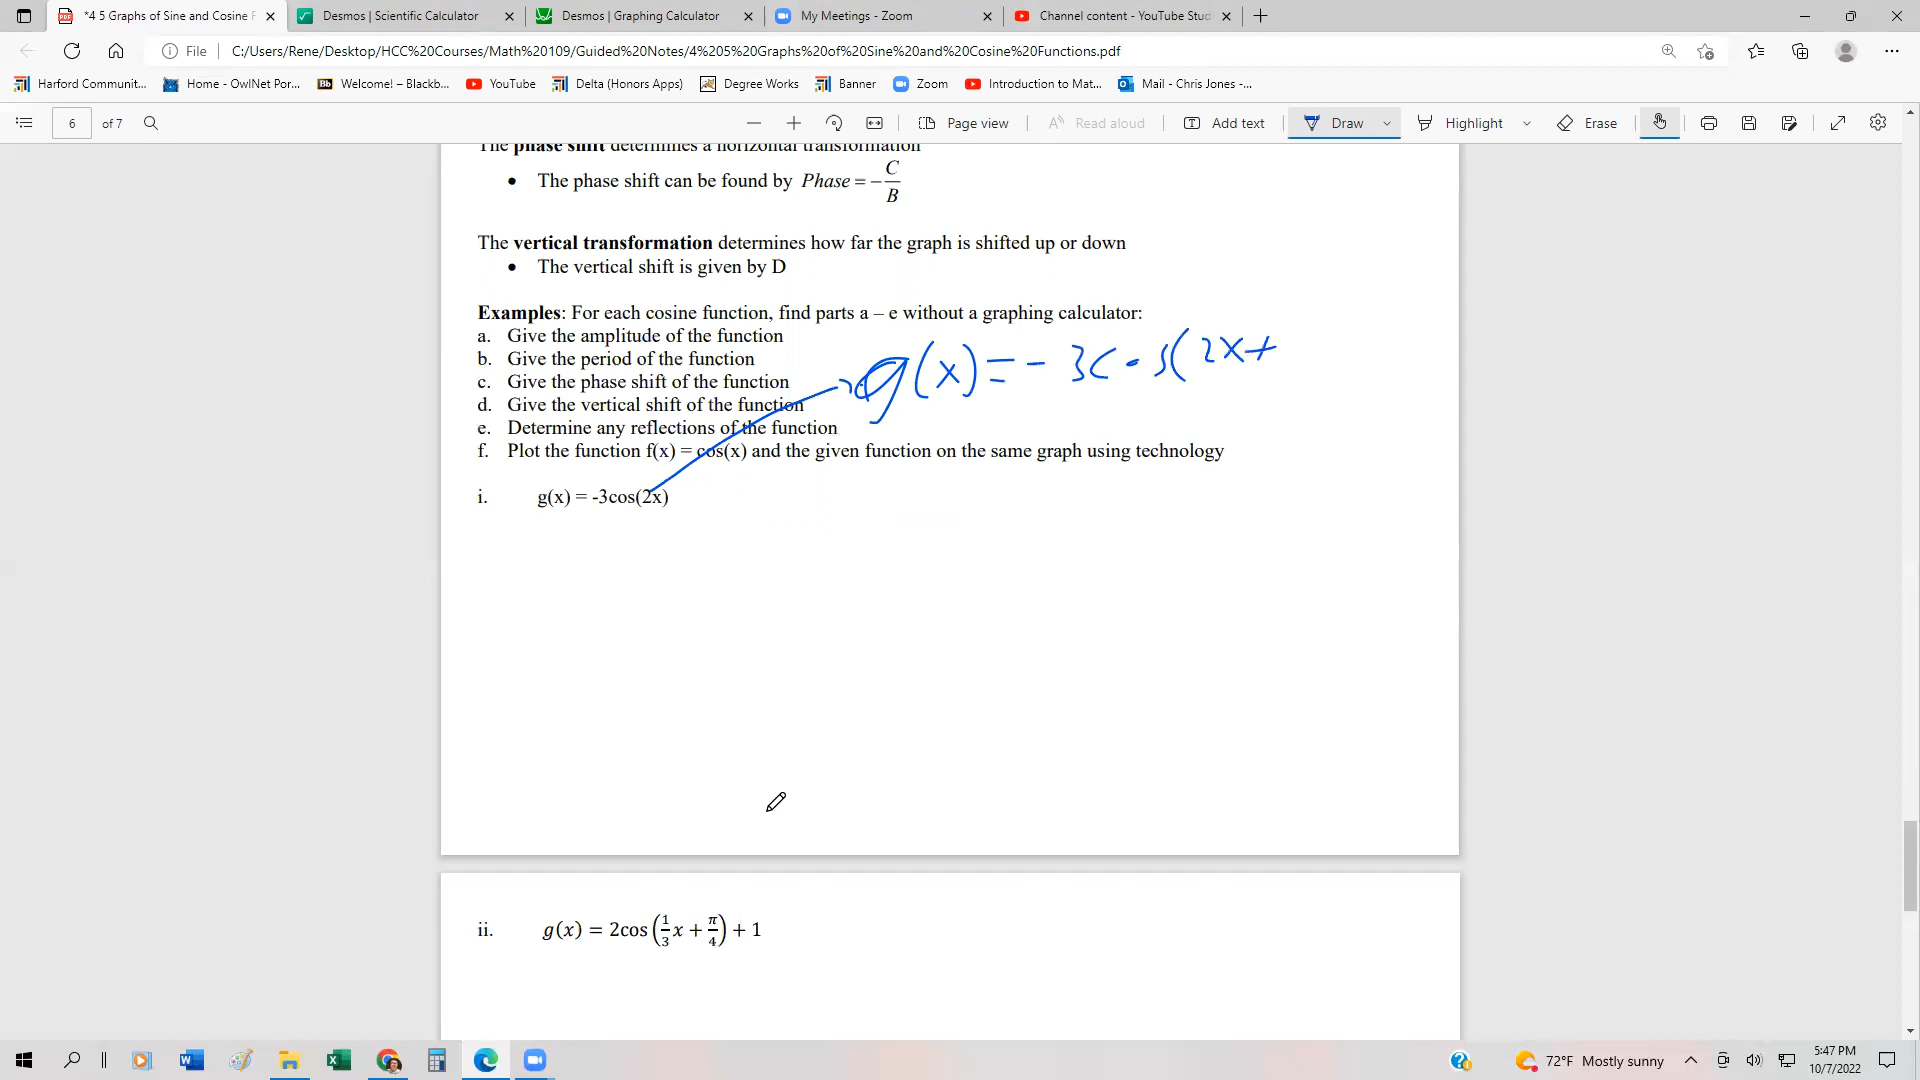 *4 5 Graphs of Sine and Cosine F
Desmos | Scientific Calculator
Desmos | Graphing Calculator
My Meetings - Zoom
Channel content - YouTube Stud
File
C:/Users/Rene/Desktop/HCC%20Courses/Math%20109/Guided%20Notes/4%205%20Graphs%20of%20Sine%20and%20Cosine%20Functions.pdf
Harford Communit...
Home - OwlNet Por...
Bb Welcome! – Blackb...
YouTube
Delta (Honors Apps)
Degree Works
Banner
Zoom
Introduction to Mat...
Mail - Chris Jones -...
6 of 7
Page view
Read aloud
Add text
Draw
Highlight
Erase
The phase shift determines a horizontal transformation
• The phase shift can be found by Phase = −C/B
The vertical transformation determines how far the graph is shifted up or down
• The vertical shift is given by D
Examples: For each cosine function, find parts a – e without a graphing calculator:
a. Give the amplitude of the function
b. Give the period of the function
g(x) = - 3cos(2x+
c. Give the phase shift of the function
d. Give the vertical shift of the function
e. Determine any reflections of the function
f. Plot the function f(x) = cos(x) and the given function on the same graph using technology
i. g(x) = -3cos(2x)
ii. g(x) = 2cos(1/3 x + π/4) + 1
72°F Mostly sunny
5:47 PM
10/7/2022